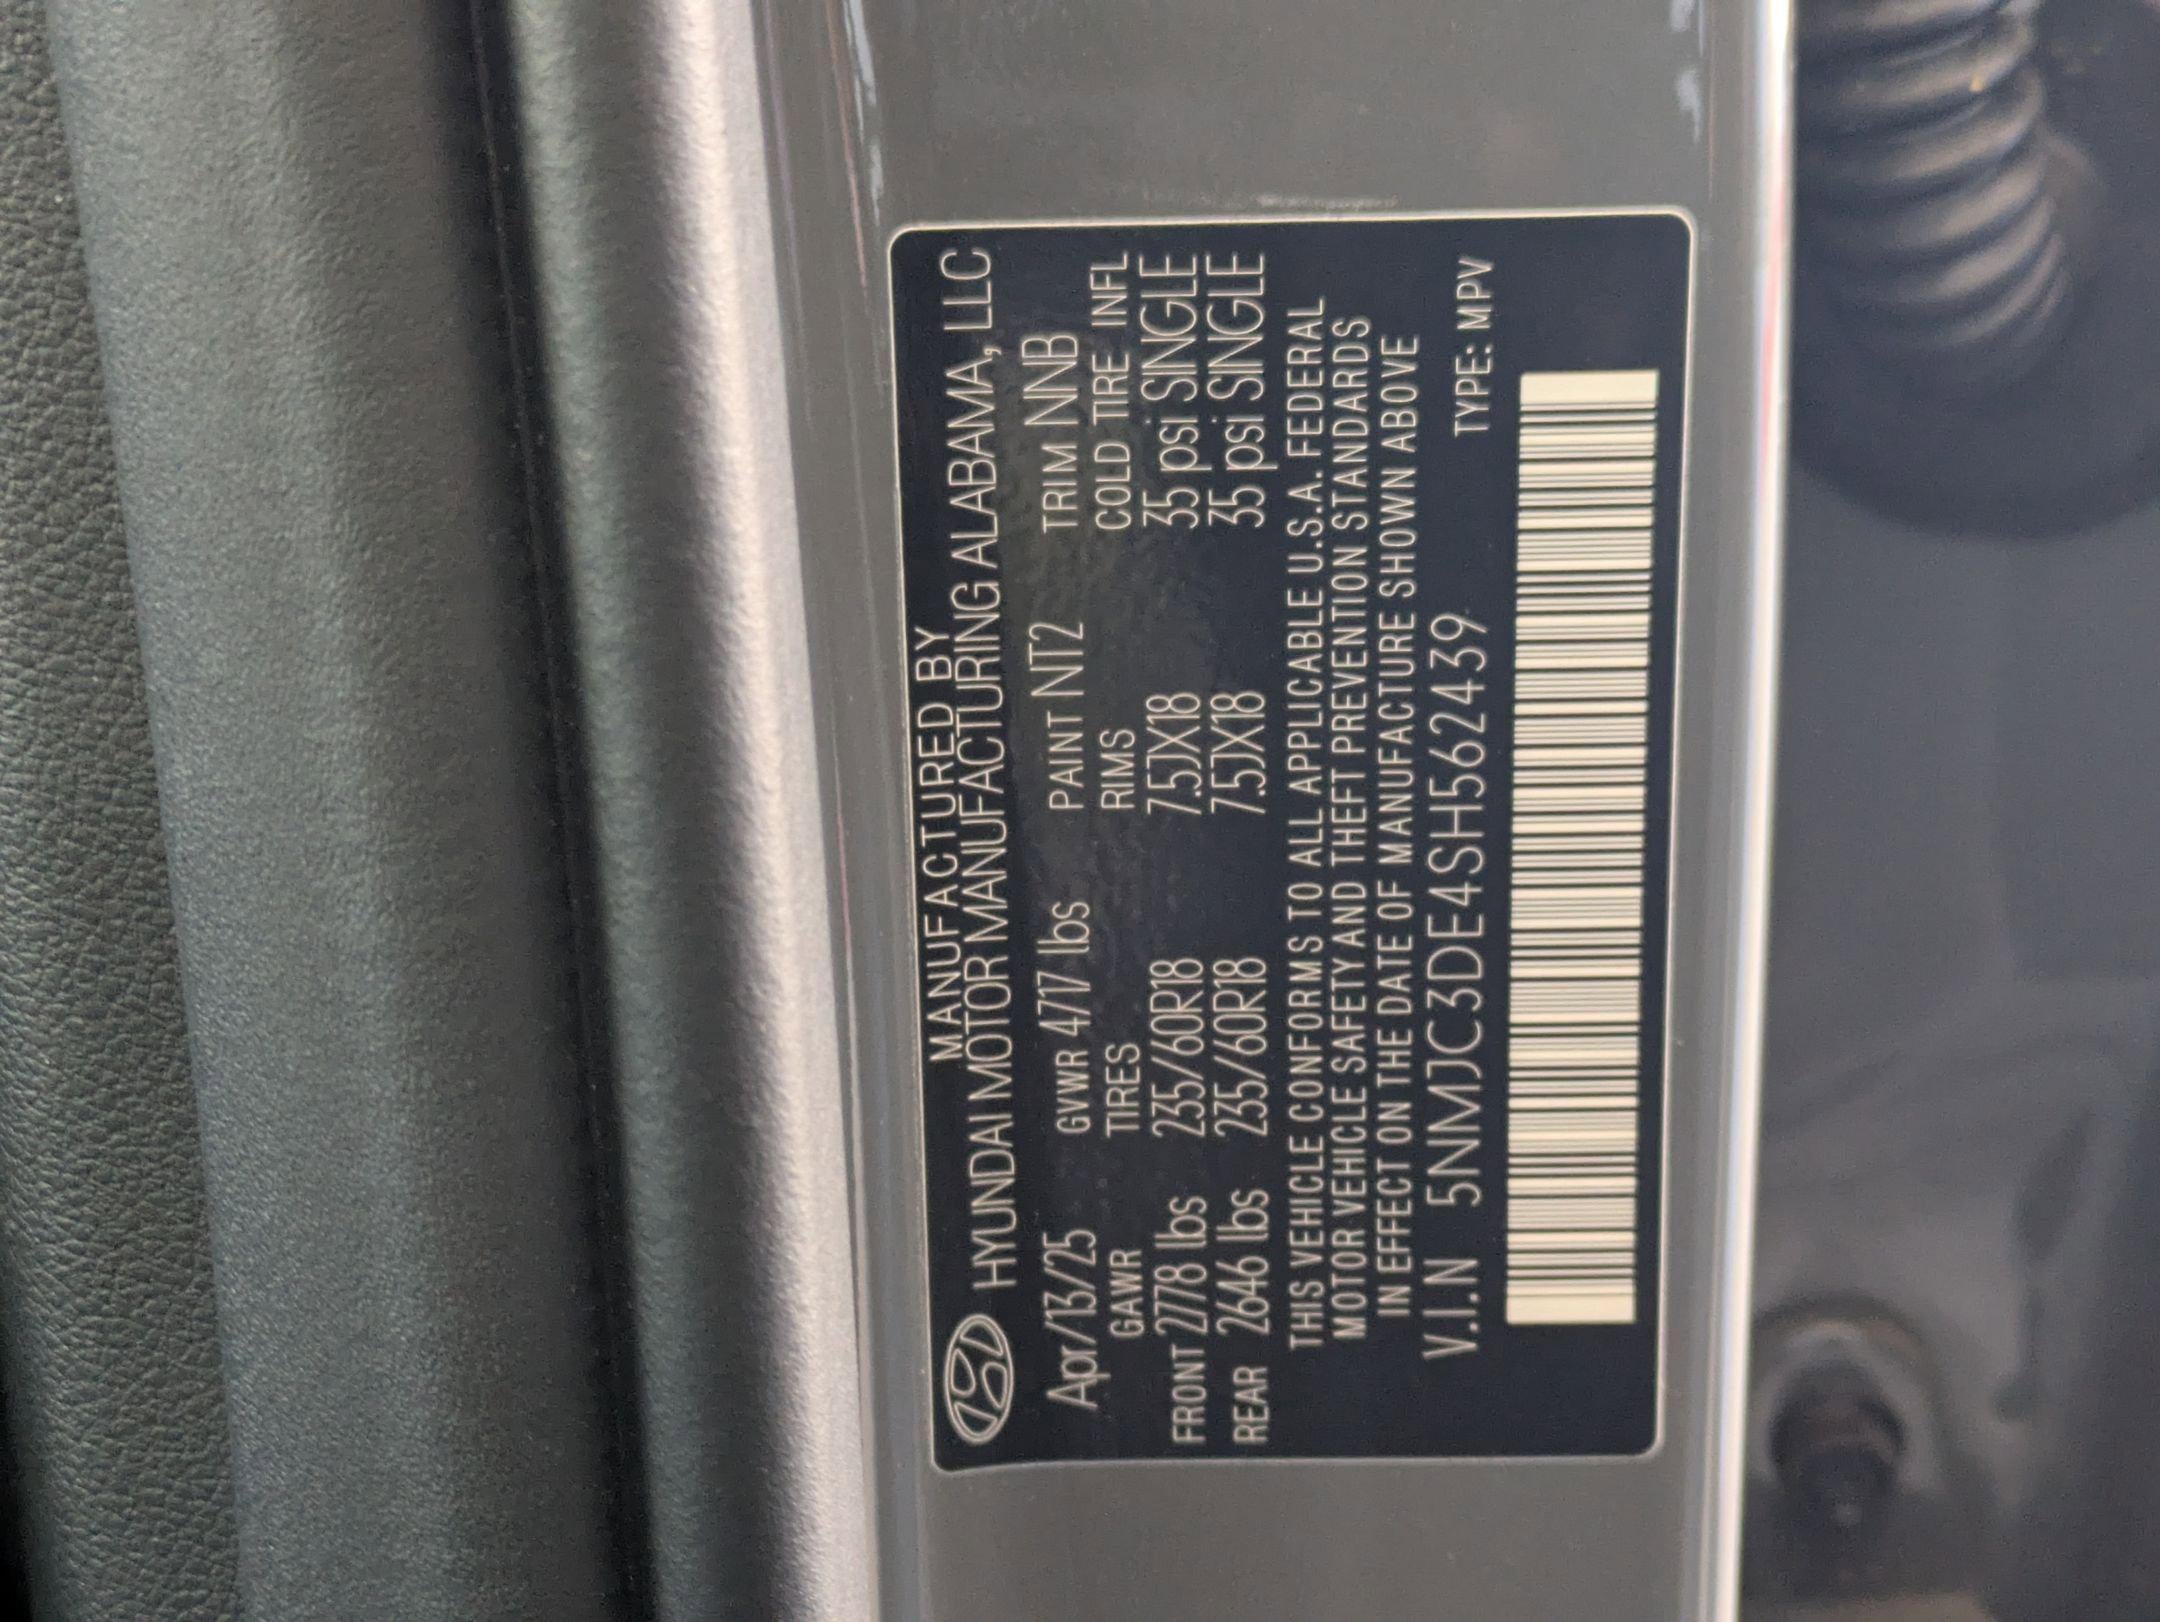 MANUFACTURED BY
HYUNDAI MOTOR MANUFACTURING ALABAMA, LLC
Apr/13/25 GVWR 4717 lbs PAINT NT2 TRIM NNB
GAWR TIRES RIMS COLD TIRE INFL
FRONT 2778 lbs 235/60R18 7.5JX18 35 psi SINGLE
REAR 2646 lbs 235/60R18 7.5JX18 35 psi SINGLE
THIS VEHICLE CONFORMS TO ALL APPLICABLE U.S.A. FEDERAL
MOTOR VEHICLE SAFETY AND THEFT PREVENTION STANDARDS
IN EFFECT ON THE DATE OF MANUFACTURE SHOWN ABOVE
V.I.N 5NMJC3DE4SH562439 TYPE: MPV